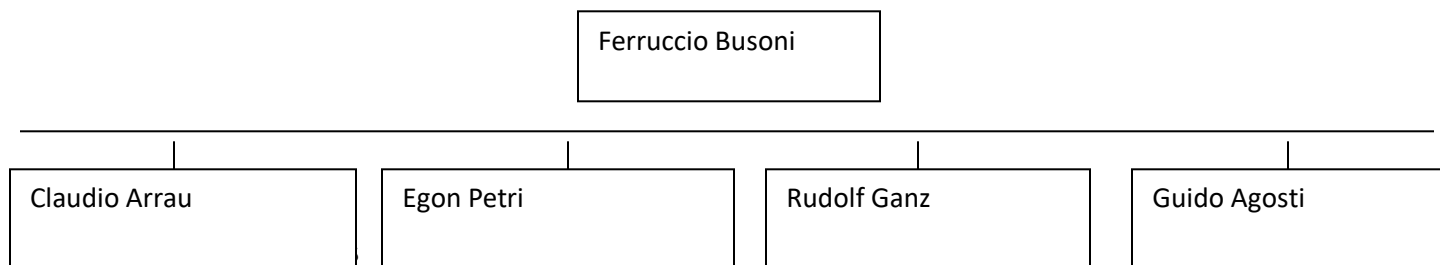 Ferruccio Busoni
Claudio Arrau
Egon Petri
Rudolf Ganz
Guido Agosti